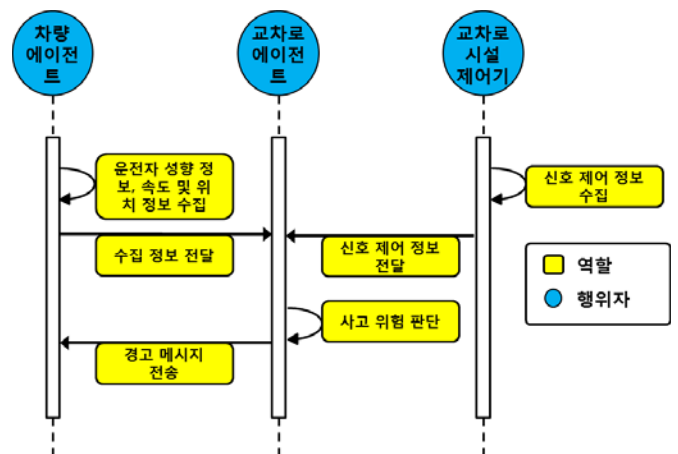 차량
에이전
트
교차로
에이전트
교차로
시설
제어기
운전자 성향 정
보, 속도 및 위
치 정보 수집
신호 제어 정보
수집
수집 정보 전달
신호 제어 정보
전달
역할
행위자
사고 위험 판단
경고 메시지
전송